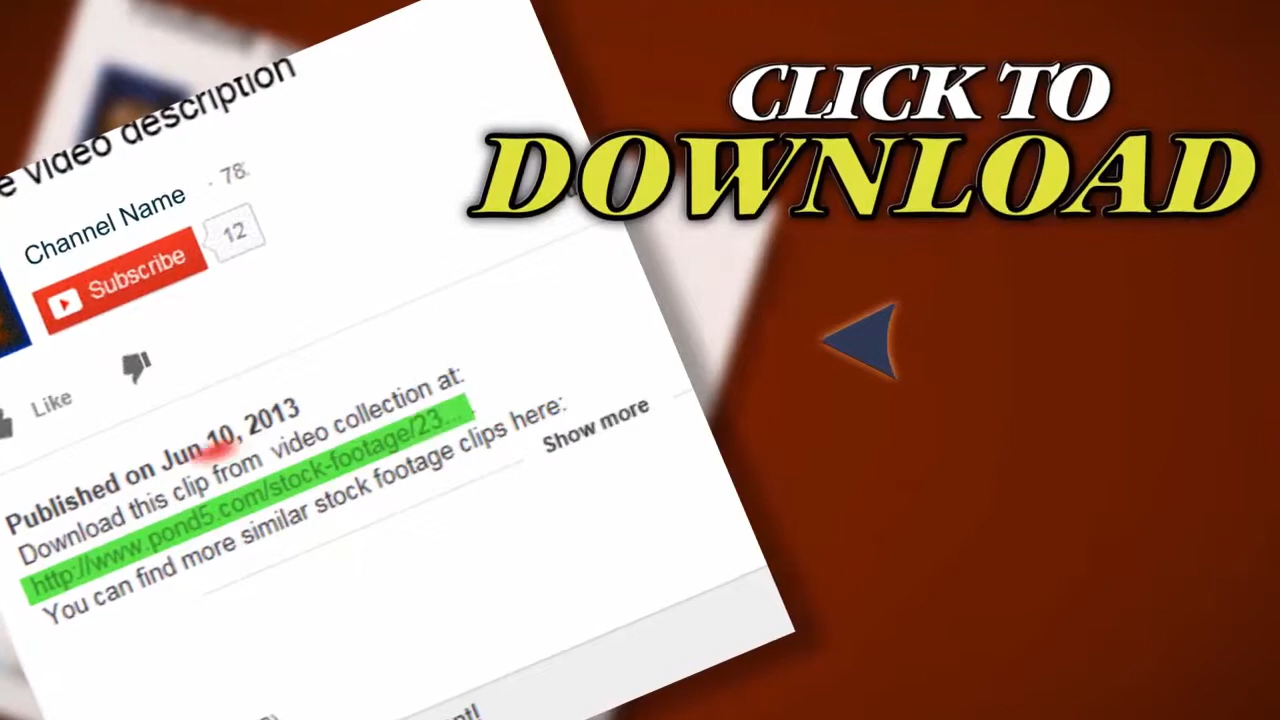 CLICK TO
DOWNLOAD
video description
Channel Name
78
Subscribe
12
Like
Published on Jun 10, 2013
Download this clip from video collection at:
http://www.pond5.com/stock-footage/23...
You can find more similar stock footage clips here:
Show more